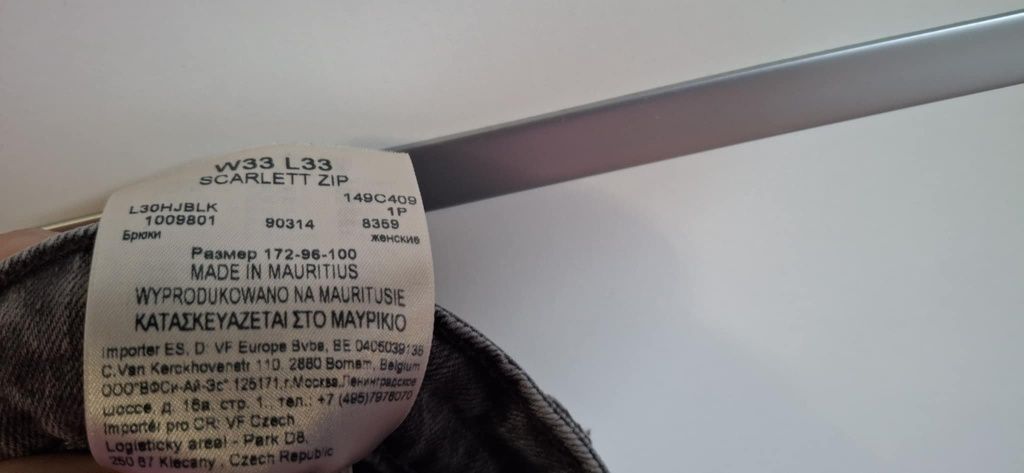 W33 L33
SCARLETT ZIP
149C409
L30HJBLK 1P
1009801 90314 8359
Брюки женские
Размер 172-96-100
MADE IN MAURITIUS
WYPRODUKOWANO NA MAURITUSIE
ΚΑΤΑΣΚΕΥΑΖΕΤΑΙ ΣΤΟ ΜΑΥΡΙΚΙΟ
Importer ES, D: VF Europe Bvba, BE 0405039136
C.Van Kerckhovenstr 110, 2880 Bornem, Belgium
ООО"ВФСи-Ай-Эс" 125171,г.Москва,Ленинградское
шоссе, д. 16а, стр. 1, тел.: +7 (495)7978070
Importér pro CR: VF Czech
Logisticky areal - Park D8,
250 67 Klecany , Czech Republic